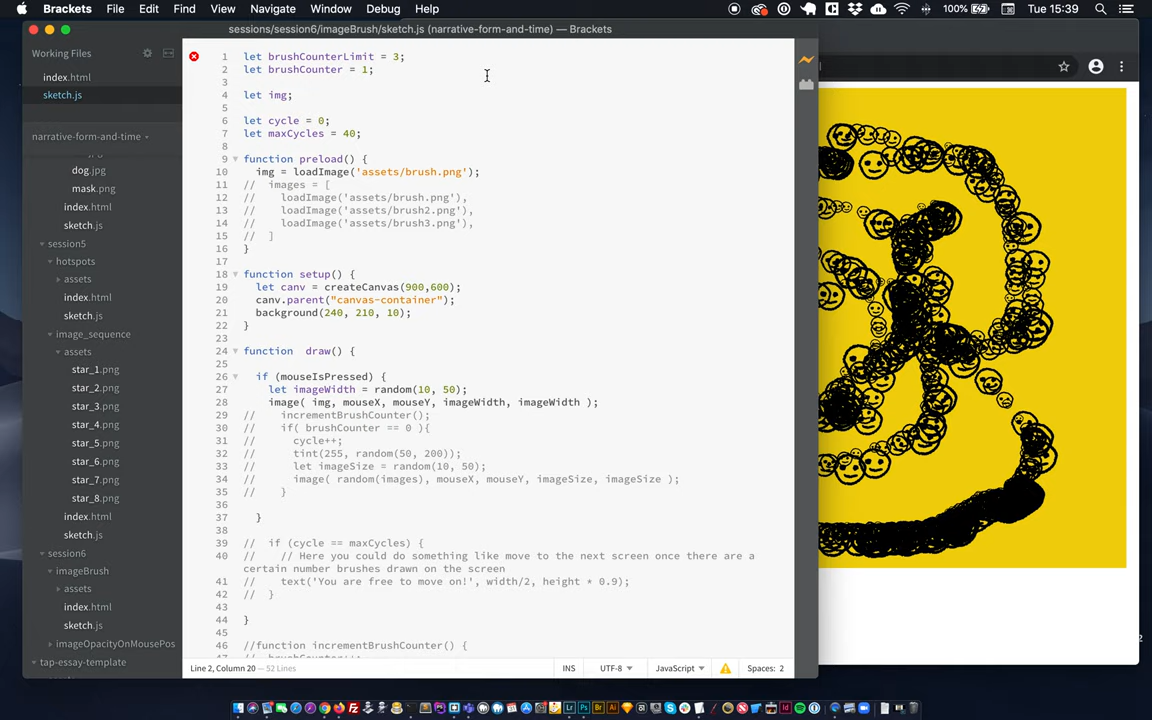 Brackets File Edit Find View Navigate Window Debug Help 100% Tue 15:39
sessions/session6/imageBrush/sketch.js (narrative-form-and-time) — Brackets
Working Files
index.html
sketch.js
narrative-form-and-time
dog.jpg
mask.png
index.html
sketch.js
session5
hotspots
assets
index.html
sketch.js
image_sequence
assets
star_1.png
star_2.png
star_3.png
star_4.png
star_5.png
star_6.png
star_7.png
star_8.png
index.html
sketch.js
session6
imageBrush
assets
index.html
sketch.js
imageOpacityOnMousePos
tap-essay-template
1 let brushCounterLimit = 3;
2 let brushCounter = 1;
3
4 let img;
5
6 let cycle = 0;
7 let maxCycles = 40;
8
9 function preload() {
10 img = loadImage('assets/brush.png');
11 // images = [
12 // loadImage('assets/brush.png'),
13 // loadImage('assets/brush2.png'),
14 // loadImage('assets/brush3.png'),
15 // ]
16 }
17
18 function setup() {
19 let canv = createCanvas(900,600);
20 canv.parent("canvas-container");
21 background(240, 210, 10);
22 }
23
24 function draw() {
25
26 if (mouseIsPressed) {
27 let imageWidth = random(10, 50);
28 image( img, mouseX, mouseY, imageWidth, imageWidth );
29 // incrementBrushCounter();
30 // if( brushCounter == 0 ){
31 // cycle++;
32 // tint(255, random(50, 200));
33 // let imageSize = random(10, 50);
34 // image( random(images), mouseX, mouseY, imageSize, imageSize );
35 // }
36
37 }
38
39 // if (cycle == maxCycles) {
40 // // Here you could do something like move to the next screen once there are a
certain number brushes drawn on the screen
41 // text('You are free to move on!', width/2, height * 0.9);
42 // }
43
44 }
45
46 //function incrementBrushCounter() {
Line 2, Column 20 — 52 Lines INS UTF-8 JavaScript Spaces: 2